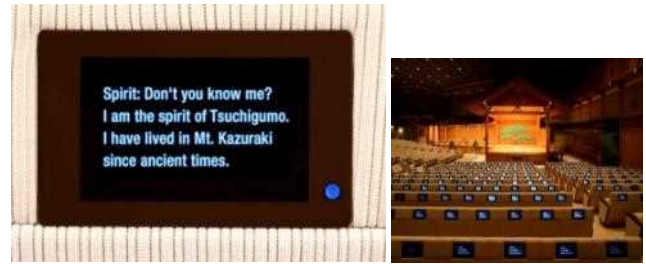 Spirit: Don't you know me?
I am the spirit of Tsuchigumo.
I have lived in Mt. Kazuraki
since ancient times.